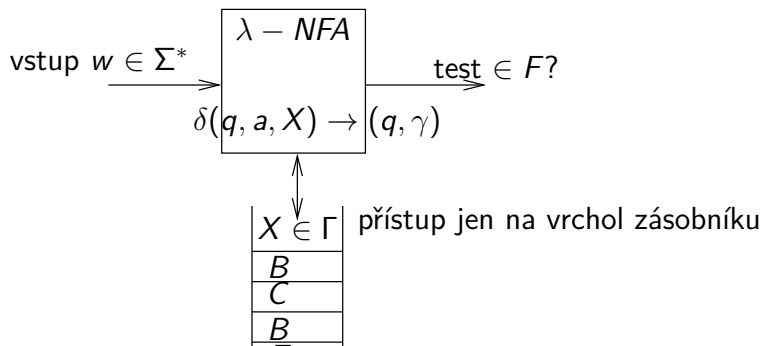 λ − NFA
vstup w ∈ Σ*
test ∈ F?
δ(q, a, X) → (q, γ)
X ∈ Γ
přístup jen na vrchol zásobníku
B
C
B